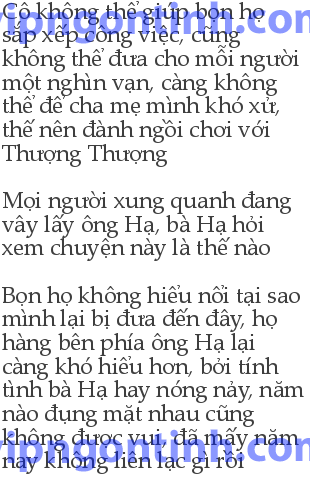 Cô không thể giúp bọn họ
sắp xếp công việc, cũng
không thể đưa cho mỗi người
một nghìn vạn, càng không
thể để cha mẹ mình khó xử,
thế nên đành ngồi chơi với
Thượng Thượng
Mọi người xung quanh đang
vây lấy ông Hạ, bà Hạ hỏi
xem chuyện này là thế nào
Bọn họ không hiểu nổi tại sao
mình lại bị đưa đến đây, họ
hàng bên phía ông Hạ lại
càng khó hiểu hơn, bởi tính
tình bà Hạ hay nóng nảy, năm
nào đụng mặt nhau cũng
không được vui, đã mấy năm
nay không liên lạc gì rồi
vipngontinh.com
vipngontinh.com